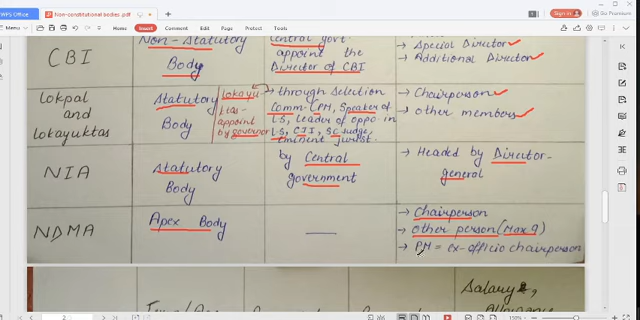 WPS Office
Non-constitutional bodies.pdf
Sign in
Menu
Home
Insert
Comment
Edit
Page
Protect
Tools
CBI
Non-Statutory
Body
Central govt.
appoint the
Director of CBI
→ Special Director
→ Additional Director
Lokpal
and
Lokayuktas
Statutory
Body
Lokayu
appoint
by governor
through selection
Comm. (PM, Speaker of
LS, Leader of oppo. in
LS, CJI, SC judge,
eminent jurist.
→ Chairperson
→ other members
NIA
Statutory
Body
by Central
government
→ Headed by Director-
general
NDMA
Apex Body
—
→ Chairperson
→ Other person (Max 9)
→ PM = ex-officio chairperson
Salary,